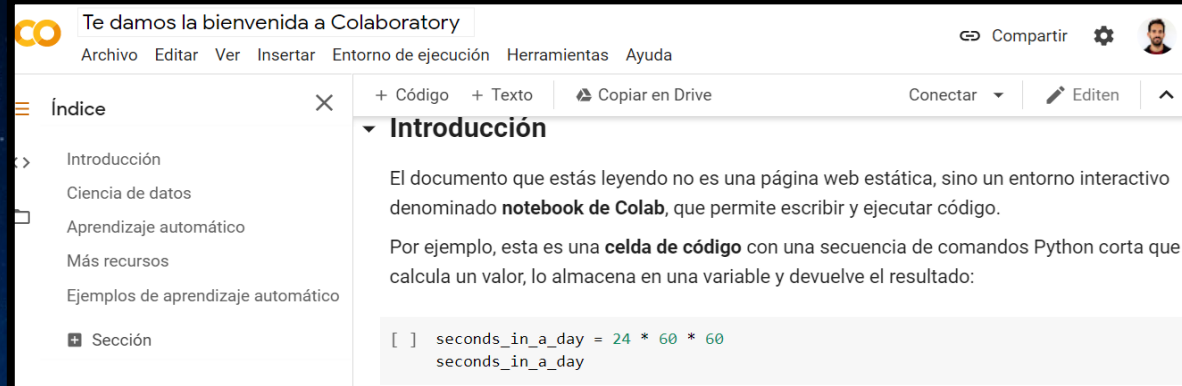 Te damos la bienvenida a Colaboratory
Archivo Editar Ver Insertar Entorno de ejecución Herramientas Ayuda
Compartir
Índice
Introducción
Ciencia de datos
Aprendizaje automático
Más recursos
Ejemplos de aprendizaje automático
Sección
+ Código + Texto Copiar en Drive Conectar Editen
Introducción
El documento que estás leyendo no es una página web estática, sino un entorno interactivo
denominado notebook de Colab, que permite escribir y ejecutar código.
Por ejemplo, esta es una celda de código con una secuencia de comandos Python corta que
calcula un valor, lo almacena en una variable y devuelve el resultado:
[ ] seconds_in_a_day = 24 * 60 * 60
seconds_in_a_day